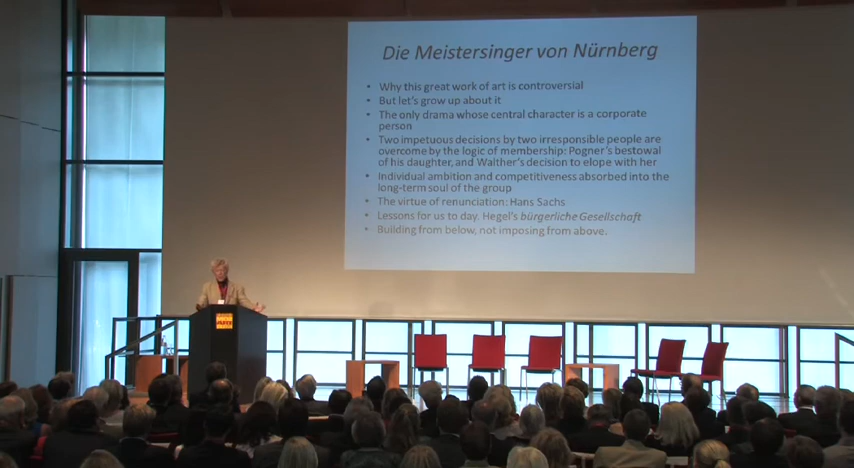 Die Meistersinger von Nürnberg
• Why this great work of art is controversial
• But let's grow up about it
• The only drama whose central character is a corporate
person
• Two impetuous decisions by two irresponsible people are
overcome by the logic of membership: Pogner's bestowal
of his daughter, and Walther's decision to elope with her
• Individual ambition and competitiveness absorbed into the
long-term soul of the group
• The virtue of renunciation: Hans Sachs
• Lessons for us to day. Hegel's bürgerliche Gesellschaft
• Building from below, not imposing from above.